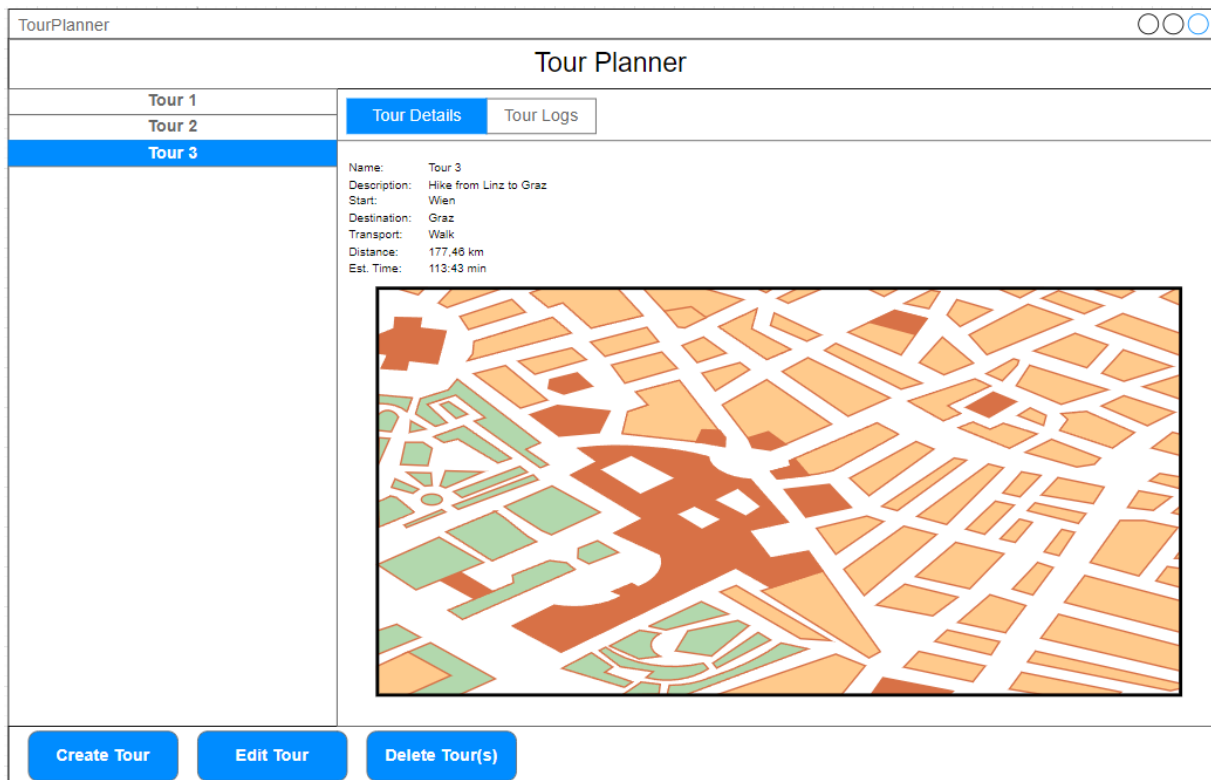 TourPlanner
Tour Planner
Tour 1
Tour 2
Tour 3
Tour Details
Tour Logs
Name: Tour 3
Description: Hike from Linz to Graz
Start: Wien
Destination: Graz
Transport: Walk
Distance: 177,46 km
Est. Time: 113:43 min
Create Tour
Edit Tour
Delete Tour(s)